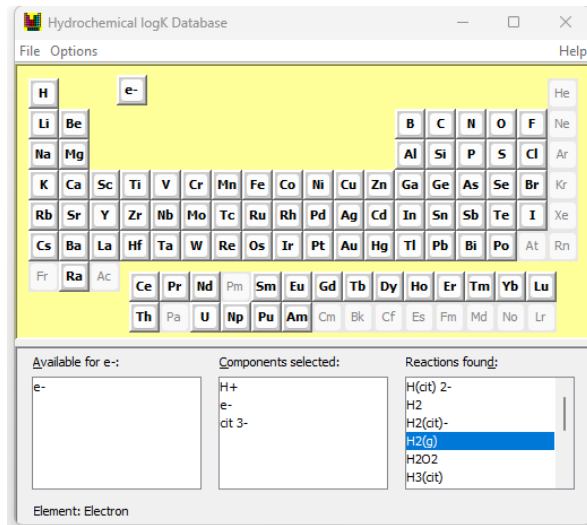 Hydrochemical logK Database
File Options Help
H e- He
Li Be B C N O F Ne
Na Mg Al Si P S Cl Ar
K Ca Sc Ti V Cr Mn Fe Co Ni Cu Zn Ga Ge As Se Br Kr
Rb Sr Y Zr Nb Mo Tc Ru Rh Pd Ag Cd In Sn Sb Te I Xe
Cs Ba La Hf Ta W Re Os Ir Pt Au Hg Tl Pb Bi Po At Rn
Fr Ra Ac
Ce Pr Nd Pm Sm Eu Gd Tb Dy Ho Er Tm Yb Lu
Th Pa U Np Pu Am Cm Bk Cf Es Fm Md No Lr
Available for e-:
e-
Components selected:
H+
e-
cit 3-
Reactions found:
H(cit) 2-
H2
H2(cit)-
H2(g)
H2O2
H3(cit)
Element: Electron